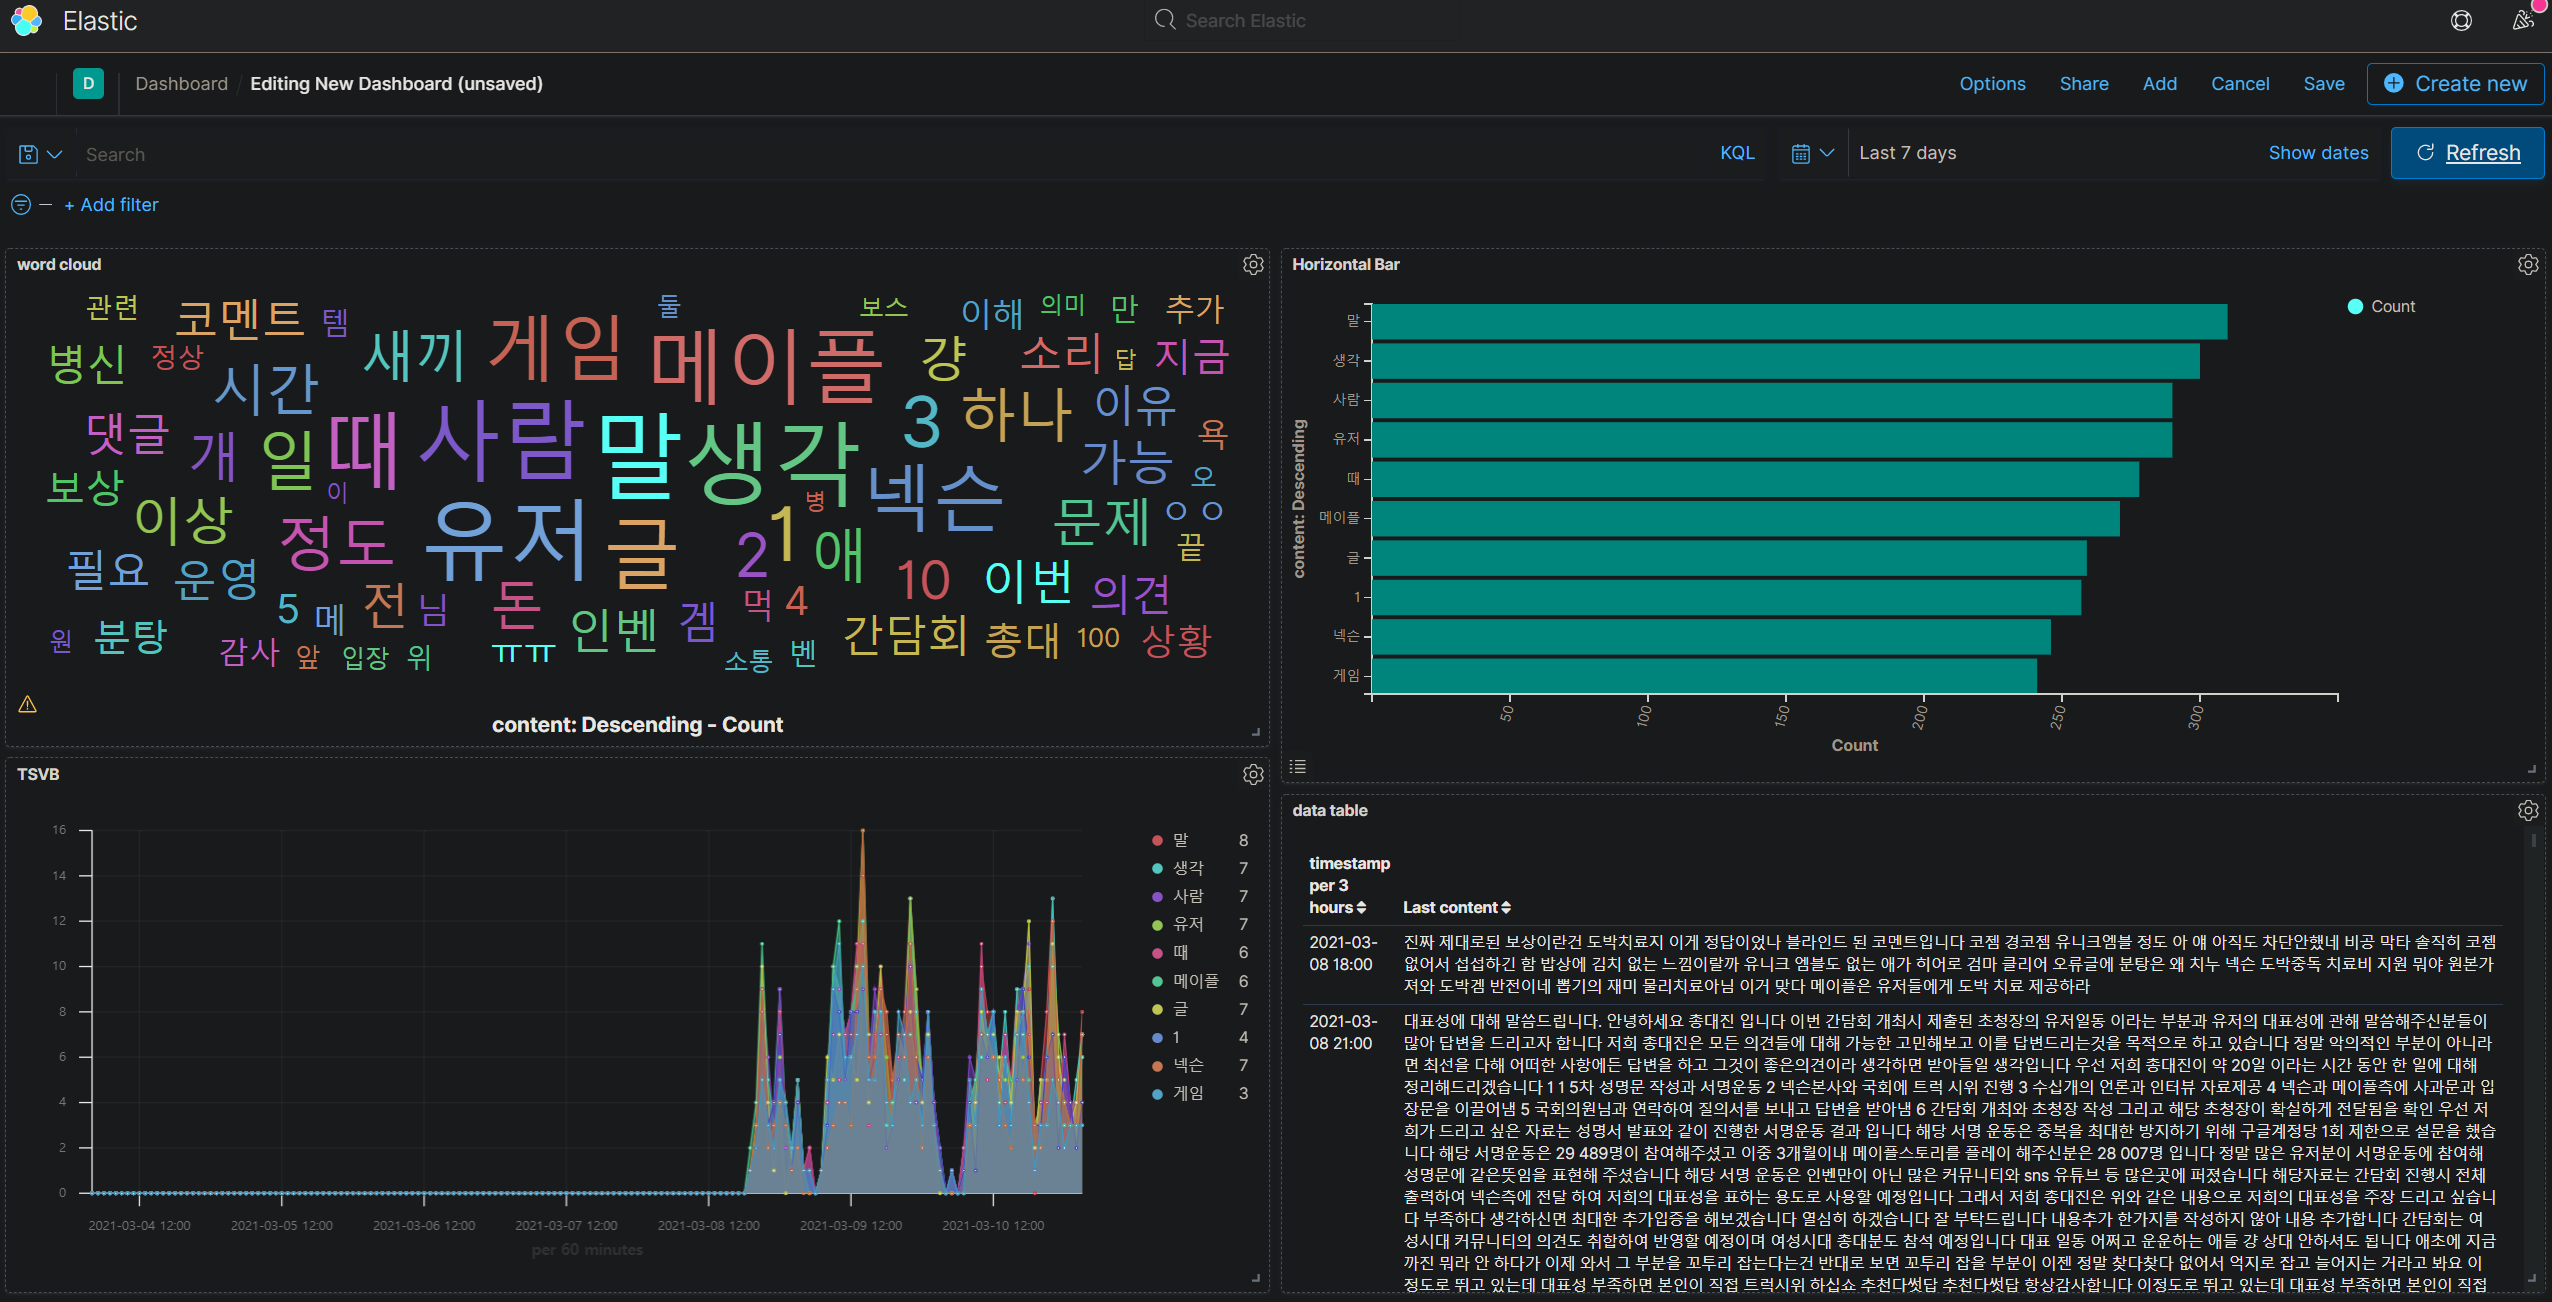 Elastic
Search Elastic
D
Dashboard / Editing New Dashboard (unsaved)
Options
Share
Add
Cancel
Save
Create new
Search
KQL
Last 7 days
Show dates
Refresh
+ Add filter
word cloud
관련 코멘트 템 둘 보스 이해 의미 만 추가
병신 정상 시간 새끼 게임 메이플 걍 소리 답 지금
댓글 개 일 때 사람 말 생각 3 하나 이유 욕
보상 이 병 넥슨 가능 오
이상 정도 유저 글 2 1 애 문제 ㅇㅇ 끝
필요 운영 5 메 전 님 돈 인벤 겜 먹 4 10 이번 의견
원 분탕 감사 앞 입장 위 ㅠㅠ 소통 벤 간담회 총대 100 상황
content: Descending - Count
Horizontal Bar
Count
content: Descending
말
생각
사람
유저
때
메이플
글
1
넥슨
게임
50 100 150 200 250 300
Count
TSVB
16
14
12
10
8
6
4
2
0
2021-03-04 12:00 2021-03-05 12:00 2021-03-06 12:00 2021-03-07 12:00 2021-03-08 12:00 2021-03-09 12:00 2021-03-10 12:00
per 60 minutes
말 8
생각 7
사람 7
유저 7
때 6
메이플 6
글 7
1 4
넥슨 7
게임 3
data table
timestamp
per 3
hours
Last content
2021-03-
08 18:00
진짜 제대로된 보상이란건 도박치료지 이게 정답이었나 블라인드 된 코멘트입니다 코젬 경코젬 유니크엠블 정도 아 얘 아직도 차단안했네 비공 막타 솔직히 코젬
없어서 섭섭하긴 함 밥상에 김치 없는 느낌이랄까 유니크 엠블도 없는 애가 히어로 검마 클리어 오류글에 분탕은 왜 치누 넥슨 도박중독 치료비 지원 뭐야 원본가
져와 도박겜 반전이네 뽑기의 재미 물리치료아님 이거 맞다 메이플은 유저들에게 도박 치료 제공하라
2021-03-
08 21:00
대표성에 대해 말씀드립니다. 안녕하세요 총대진 입니다 이번 간담회 개최시 제출된 초청장의 유저일동 이라는 부분과 유저의 대표성에 관해 말씀해주신분들이
많아 답변을 드리고자 합니다 저희 총대진은 모든 의견들에 대해 가능한 고민해보고 이를 답변드리는것을 목적으로 하고 있습니다 정말 악의적인 부분이 아니라
면 최선을 다해 어떠한 사항에든 답변을 하고 그것이 좋은의견이라 생각하면 받아들일 생각입니다 우선 저희 총대진이 약 20일 이라는 시간 동안 한 일에 대해
정리해드리겠습니다 1 1 5차 성명문 작성과 서명운동 2 넥슨본사와 국회에 트럭 시위 진행 3 수십개의 언론과 인터뷰 자료제공 4 넥슨과 메이플측에 사과문과 입
장문을 이끌어냄 5 국회의원님과 연락하여 질의서를 보내고 답변을 받아냄 6 간담회 개최와 초청장 작성 그리고 해당 초청장이 확실하게 전달됨을 확인 우선 저
희가 드리고 싶은 자료는 성명서 발표와 같이 진행한 서명운동 결과 입니다 해당 서명 운동은 중복을 최대한 방지하기 위해 구글계정당 1회 제한으로 설문을 했습
니다 해당 서명운동은 29 489명이 참여해주셨고 이중 3개월이내 메이플스토리를 플레이 해주신분은 28 007명 입니다 정말 많은 유저분이 서명운동에 참여해
성명문에 같은뜻임을 표현해 주셨습니다 해당 서명 운동은 인벤만이 아닌 많은 커뮤니티와 sns 유튜브 등 많은곳에 퍼졌습니다 해당자료는 간담회 진행시 전체
출력하여 넥슨측에 전달 하여 저희의 대표성을 표하는 용도로 사용할 예정입니다 그래서 저희 총대진은 위와 같은 내용으로 저희의 대표성을 주장 드리고 싶습니
다 부족하다 생각하신면 최대한 추가입증을 해보겠습니다 열심히 하겠습니다 잘 부탁드립니다 내용추가 한가지를 작성하지 않아 내용 추가합니다 간담회는 여
성시대 커뮤니티의 의견도 취합하여 반영할 예정이며 여성시대 총대분도 참석 예정입니다 대표 일동 어쩌고 운운하는 애들 걍 상대 안하셔도 됩니다 애초에 지금
까진 뭐라 안 하다가 이제 와서 그 부분을 꼬투리 잡는다는건 반대로 보면 꼬투리 잡을 부분이 이젠 정말 찾다찾다 없어서 억지로 잡고 늘어지는 거라고 봐요 이
정도로 뛰고 있는데 대표성 부족하면 본인이 직접 트럭시위 하십쇼 추천다썻답 추천다썻답 항상감사합니다 이정도로 뛰고 있는데 대표성 부족하면 본인이 직접